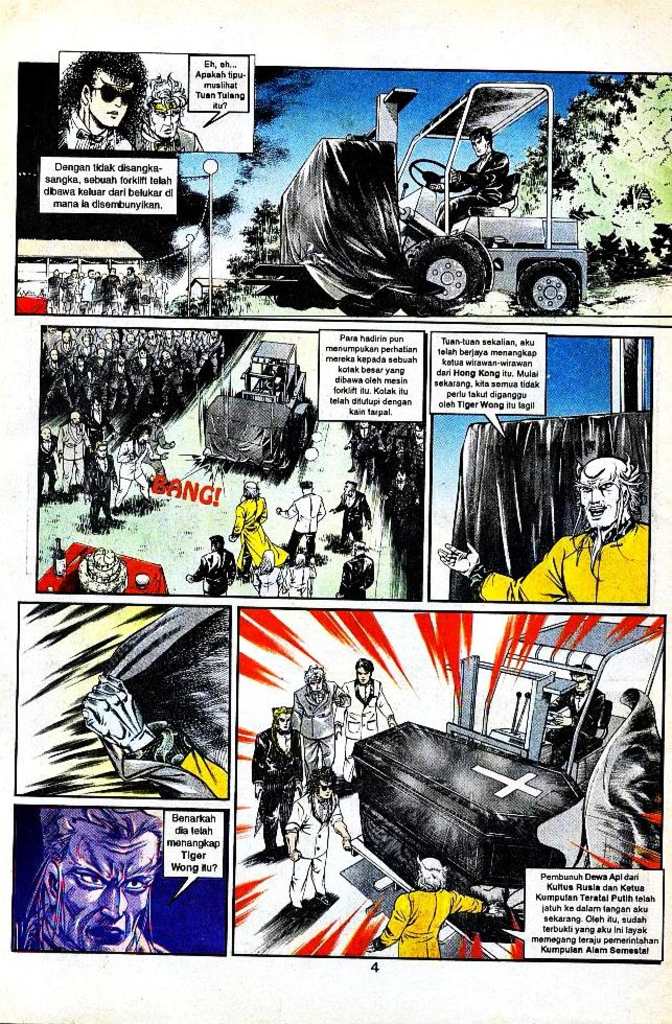 Eh, eh...
Apakah tipu-
muslihat
Tuan Tulang
itu?
Dengan tidak disangka-
sangka, sebuah forklift telah
dibawa keluar dari belukar di
mana ia disembunyikan.
Para hadirin pun
menumpukan perhatian
mereka kepada sebuah
kotak besar yang
dibawa oleh mesin
forklift. Kotak itu
telah ditutupi dengan
kain tarpal.
BANG!
Tuan-tuan sekalian, aku
telah berjaya menangkap
ketua wirawan-wirawan
dari Hong Kong itu. Mulai
sekarang, kita semua tidak
perlu takut diganggu
oleh Tiger Wong itu lagi!
Benarkah
dia telah
menangkap
Tiger
Wong itu?
Pembunuh Dewa Api dari
Kultus Rusia dan Ketua
Kumpulan Teratai Putih telah
jatuh ke dalam tangan aku
sekarang. Oleh itu, sudah
terbukti yang aku ini layak
memegang teraju pemerintahan
Kumpulan Alam Semesta!
4